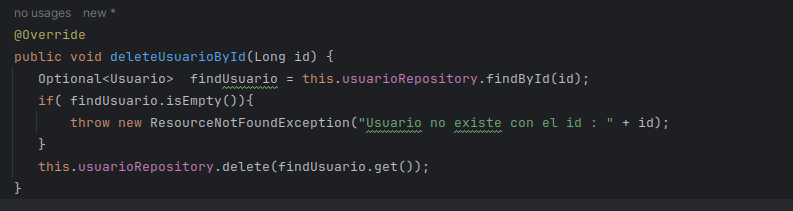 no usages   new *
@Override
public void deleteUsuarioById(Long id) {
    Optional<Usuario>  findUsuario = this.usuarioRepository.findById(id);
    if( findUsuario.isEmpty()){
        throw new ResourceNotFoundException("Usuario no existe con el id : " + id);
    }
    this.usuarioRepository.delete(findUsuario.get());
}